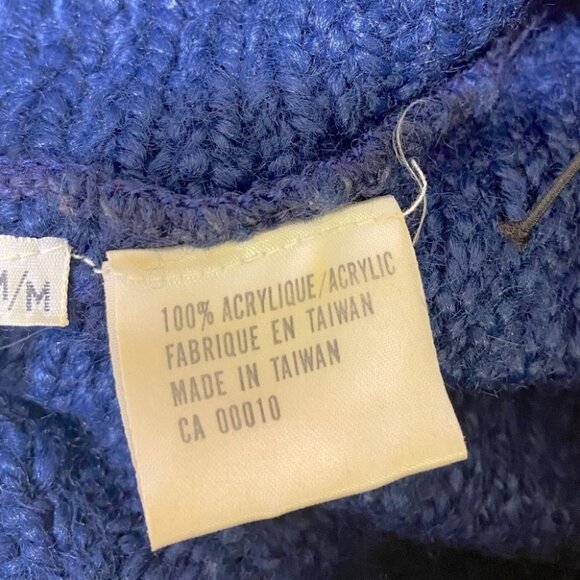 M/M
100% ACRYLIQUE/ACRYLIC
FABRIQUE EN TAIWAN
MADE IN TAIWAN
CA 00010